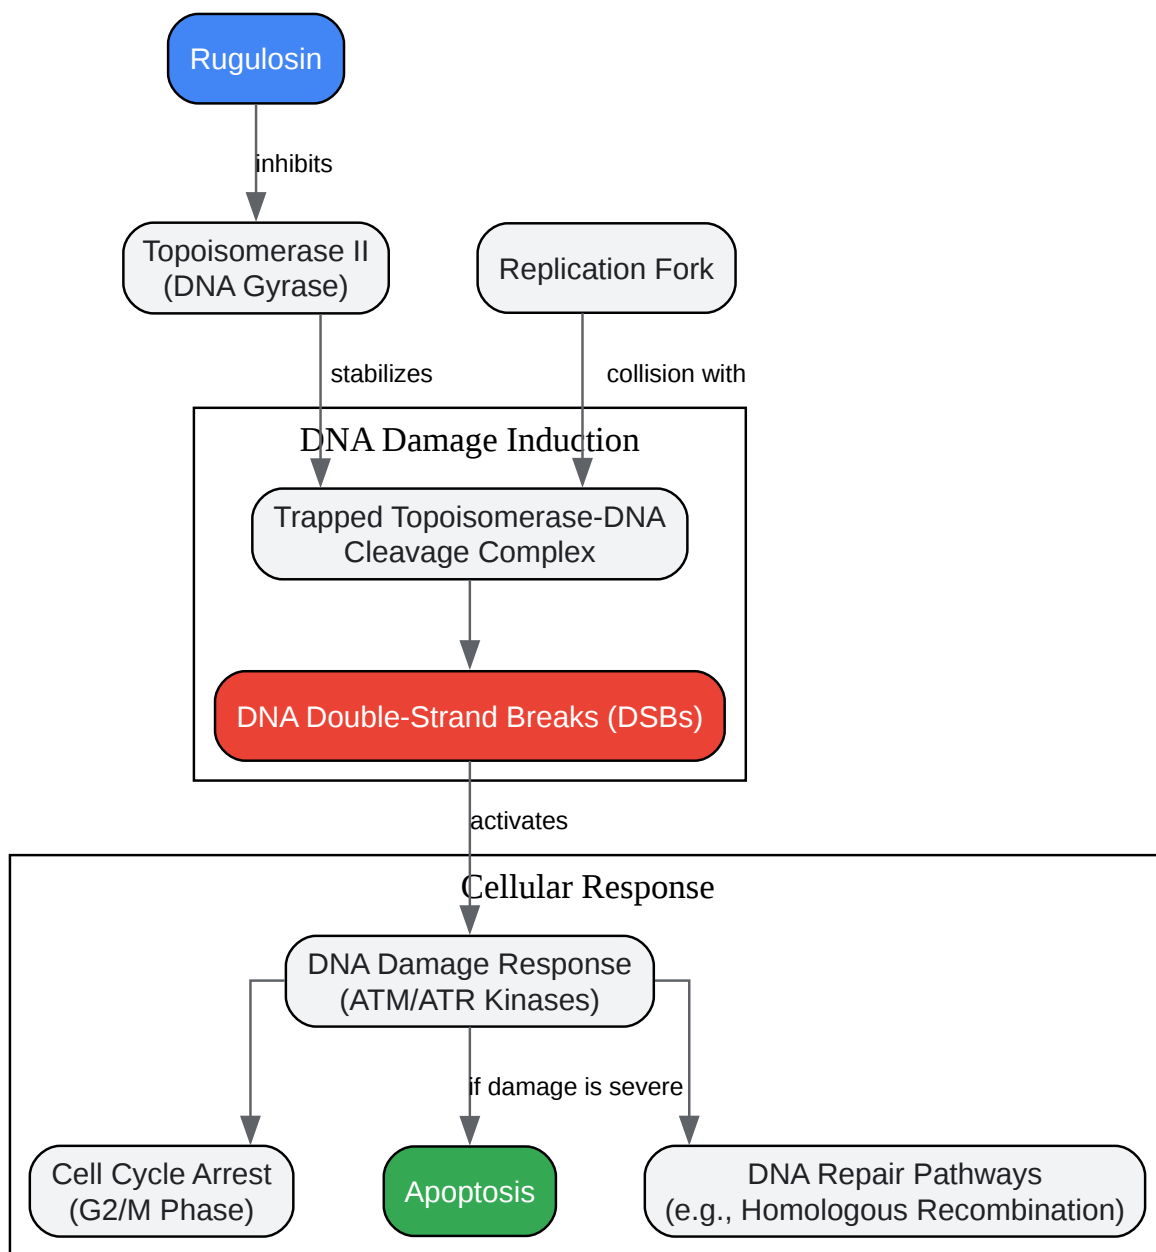 Rugulosin
inhibits
Topoisomerase II
(DNA Gyrase)
Replication Fork
stabilizes
collision with
DNA Damage Induction
Trapped Topoisomerase-DNA
Cleavage Complex
DNA Double-Strand Breaks (DSBs)
activates
Cellular Response
DNA Damage Response
(ATM/ATR Kinases)
if damage is severe
Cell Cycle Arrest
(G2/M Phase)
Apoptosis
DNA Repair Pathways
(e.g., Homologous Recombination)